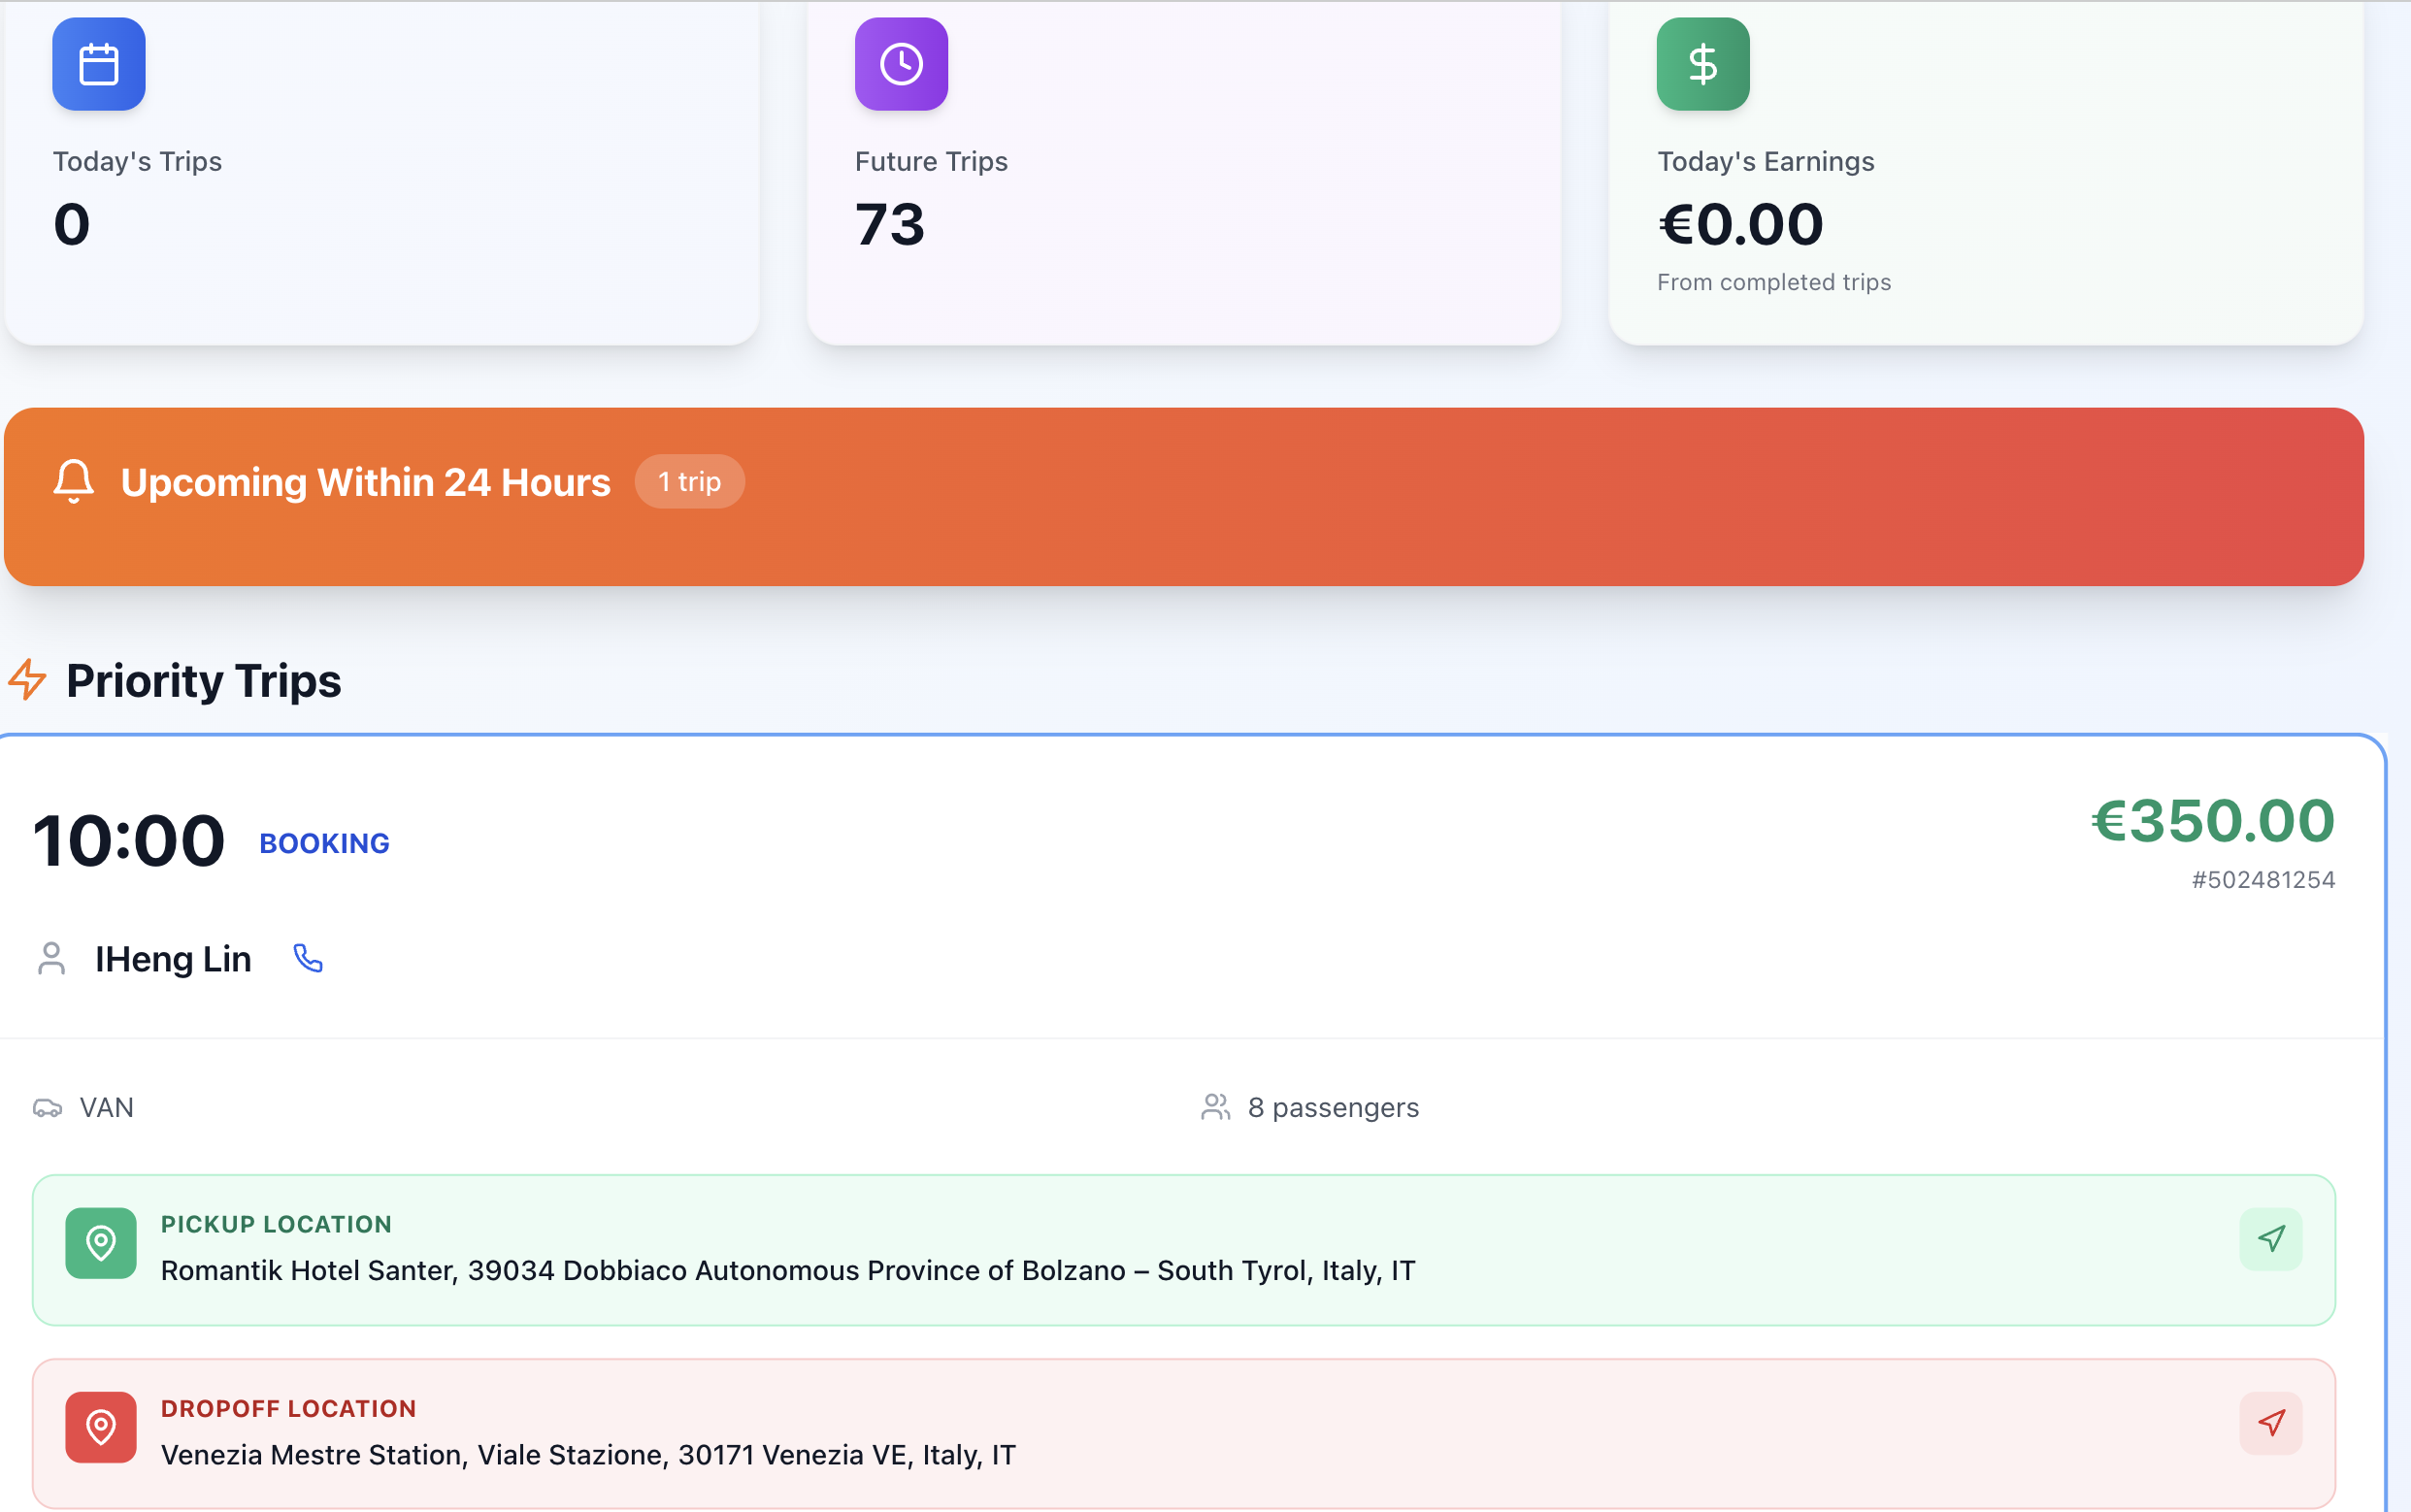 Today's Trips
0
Future Trips
73
Today's Earnings
€0.00
From completed trips
Upcoming Within 24 Hours
1 trip
Priority Trips
10:00
BOOKING
€350.00
#502481254
IHeng Lin
VAN
8 passengers
PICKUP LOCATION
Romantik Hotel Santer, 39034 Dobbiaco Autonomous Province of Bolzano – South Tyrol, Italy, IT
DROPOFF LOCATION
Venezia Mestre Station, Viale Stazione, 30171 Venezia VE, Italy, IT